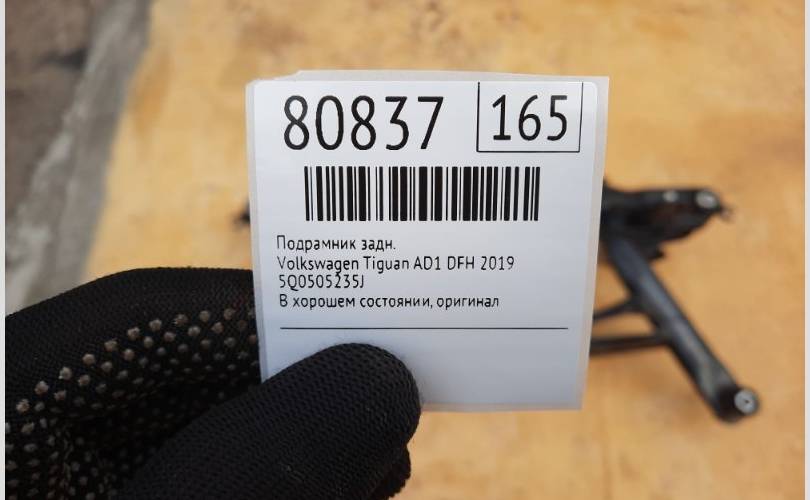 80837 165
Подрамник задн.
Volkswagen Tiguan AD1 DFH 2019
5Q0505235J
В хорошем состоянии, оригинал